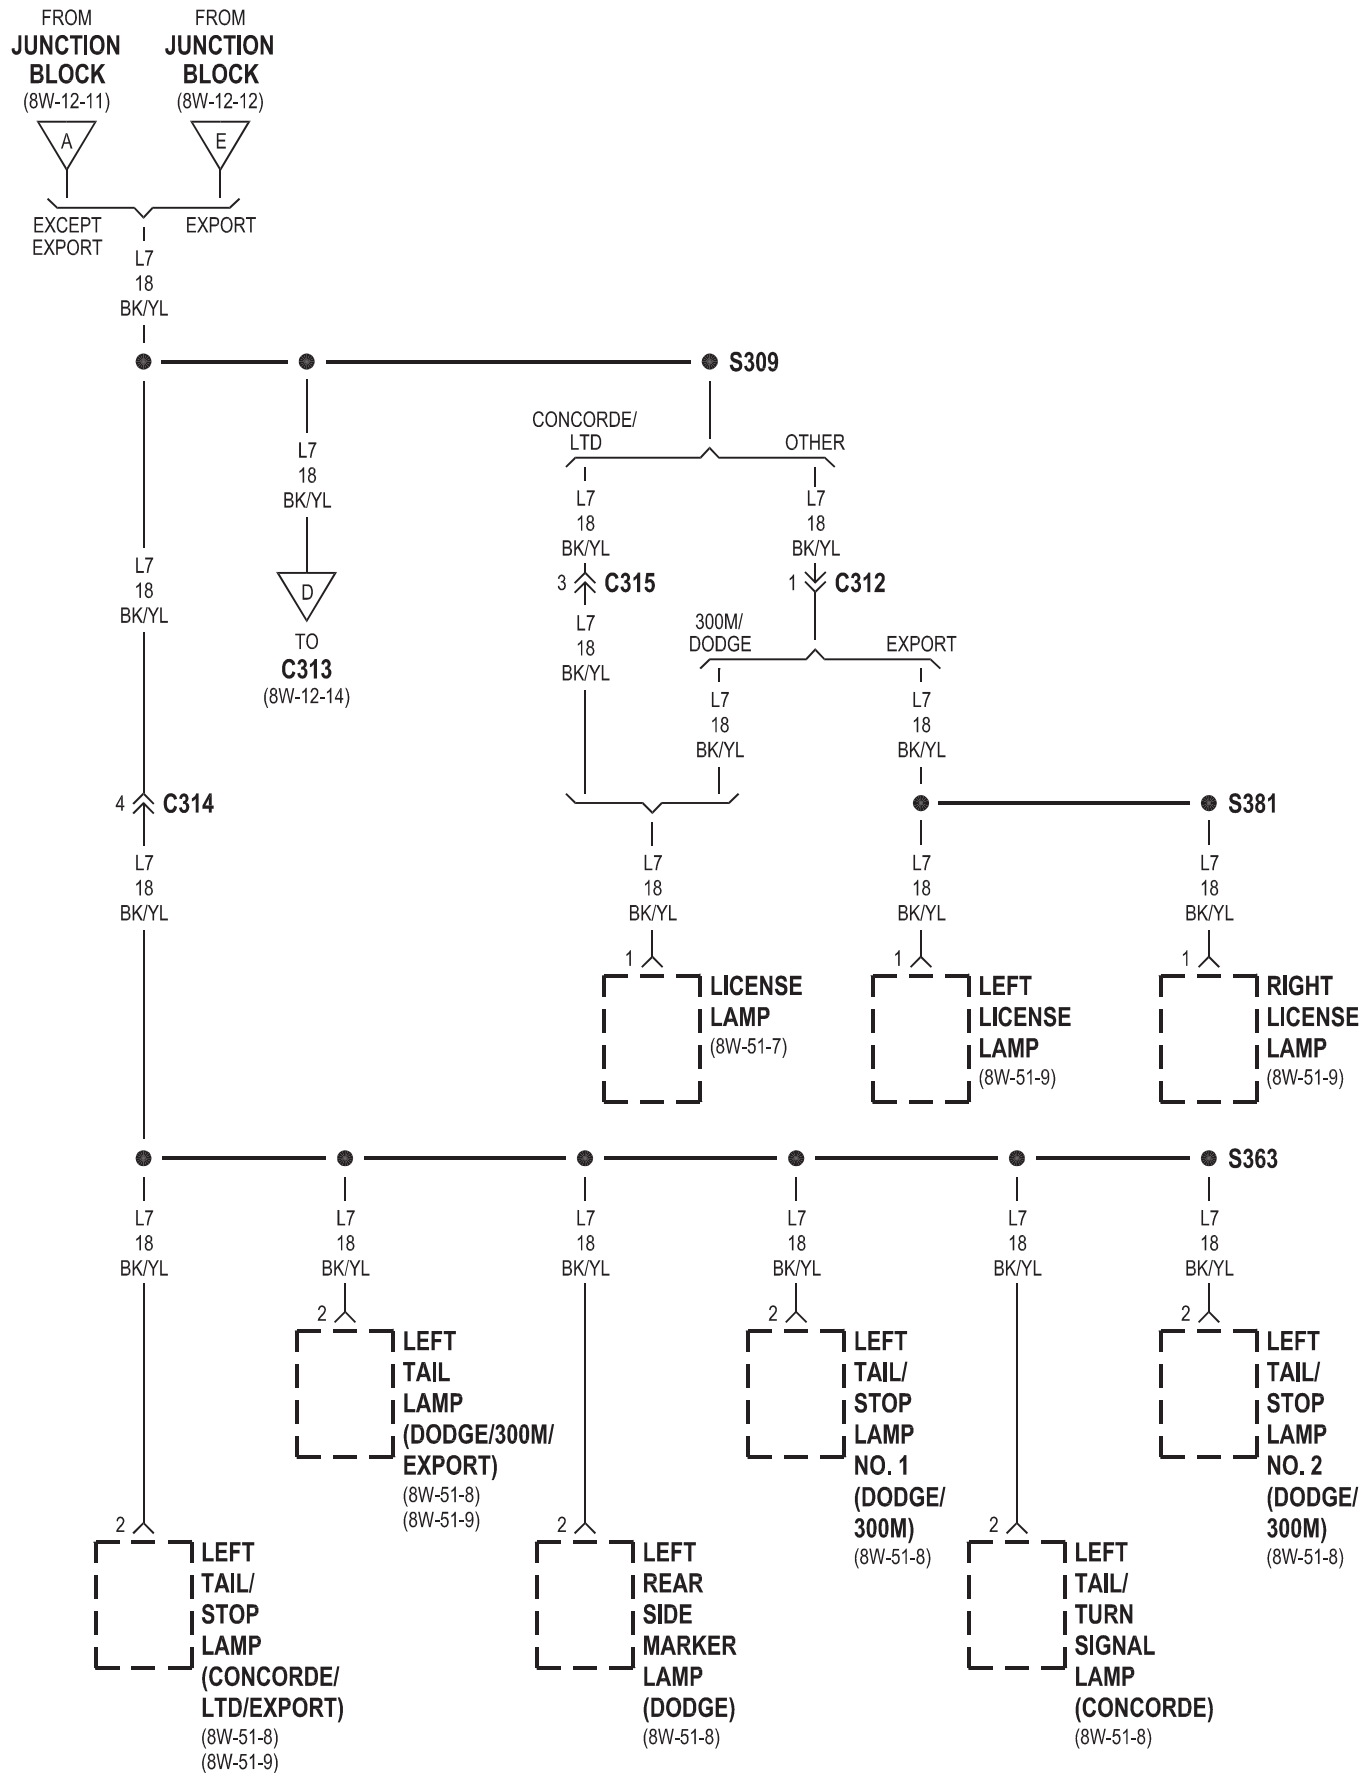 FROM
JUNCTION
BLOCK
(8W-12-11)
A
FROM
JUNCTION
BLOCK
(8W-12-12)
E
EXCEPT
EXPORT
EXPORT
L7
18
BK/YL
S309
L7
18
BK/YL
D
TO
C313
(8W-12-14)
CONCORDE/
LTD
OTHER
L7
18
BK/YL
L7
18
BK/YL
L7
18
BK/YL
3
C315
1
C312
L7
18
BK/YL
300M/
DODGE
EXPORT
L7
18
BK/YL
L7
18
BK/YL
4
C314
S381
L7
18
BK/YL
L7
18
BK/YL
L7
18
BK/YL
L7
18
BK/YL
1
LICENSE
LAMP
(8W-51-7)
1
LEFT
LICENSE
LAMP
(8W-51-9)
1
RIGHT
LICENSE
LAMP
(8W-51-9)
S363
L7
18
BK/YL
L7
18
BK/YL
L7
18
BK/YL
L7
18
BK/YL
L7
18
BK/YL
L7
18
BK/YL
2
LEFT
TAIL
LAMP
(DODGE/300M/
EXPORT)
(8W-51-8)
(8W-51-9)
2
LEFT
TAIL/
STOP
LAMP
NO. 1
(DODGE/
300M)
(8W-51-8)
2
LEFT
TAIL/
STOP
LAMP
NO. 2
(DODGE/
300M)
(8W-51-8)
2
LEFT
TAIL/
STOP
LAMP
(CONCORDE/
LTD/EXPORT)
(8W-51-8)
(8W-51-9)
2
LEFT
REAR
SIDE
MARKER
LAMP
(DODGE)
(8W-51-8)
2
LEFT
TAIL/
TURN
SIGNAL
LAMP
(CONCORDE)
(8W-51-8)